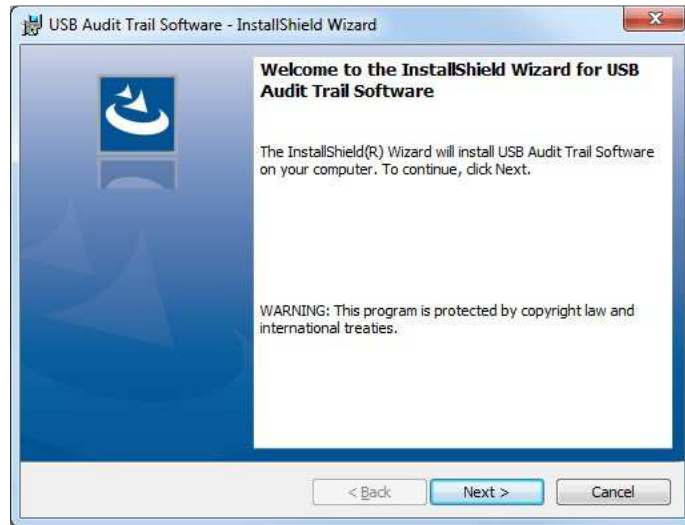 USB Audit Trail Software - InstallShield Wizard
Welcome to the InstallShield Wizard for USB
Audit Trail Software
The InstallShield(R) Wizard will install USB Audit Trail Software
on your computer. To continue, click Next.
WARNING: This program is protected by copyright law and
international treaties.
< Back Next > Cancel